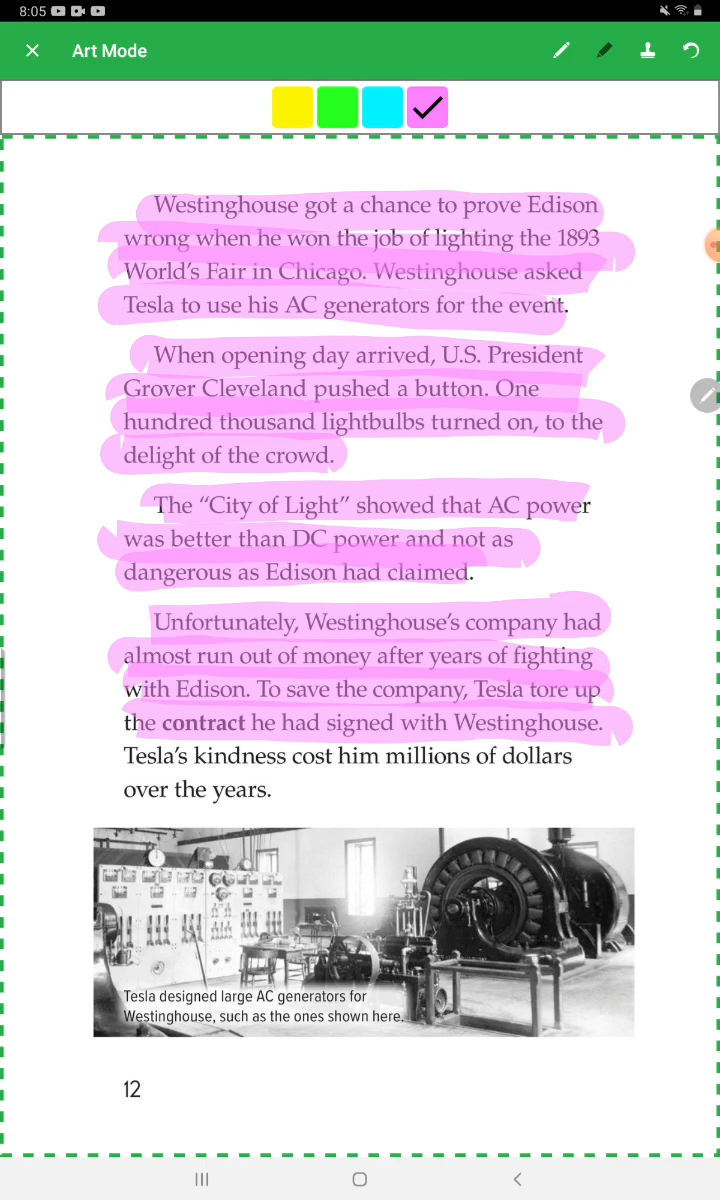 8:05
Art Mode
Westinghouse got a chance to prove Edison
wrong when he won the job of lighting the 1893
World's Fair in Chicago. Westinghouse asked
Tesla to use his AC generators for the event.
When opening day arrived, U.S. President
Grover Cleveland pushed a button. One
hundred thousand lightbulbs turned on, to the
delight of the crowd.
The “City of Light” showed that AC power
was better than DC power and not as
dangerous as Edison had claimed.
Unfortunately, Westinghouse's company had
almost run out of money after years of fighting
with Edison. To save the company, Tesla tore up
the contract he had signed with Westinghouse.
Tesla's kindness cost him millions of dollars
over the years.
Tesla designed large AC generators for
Westinghouse, such as the ones shown here.
12